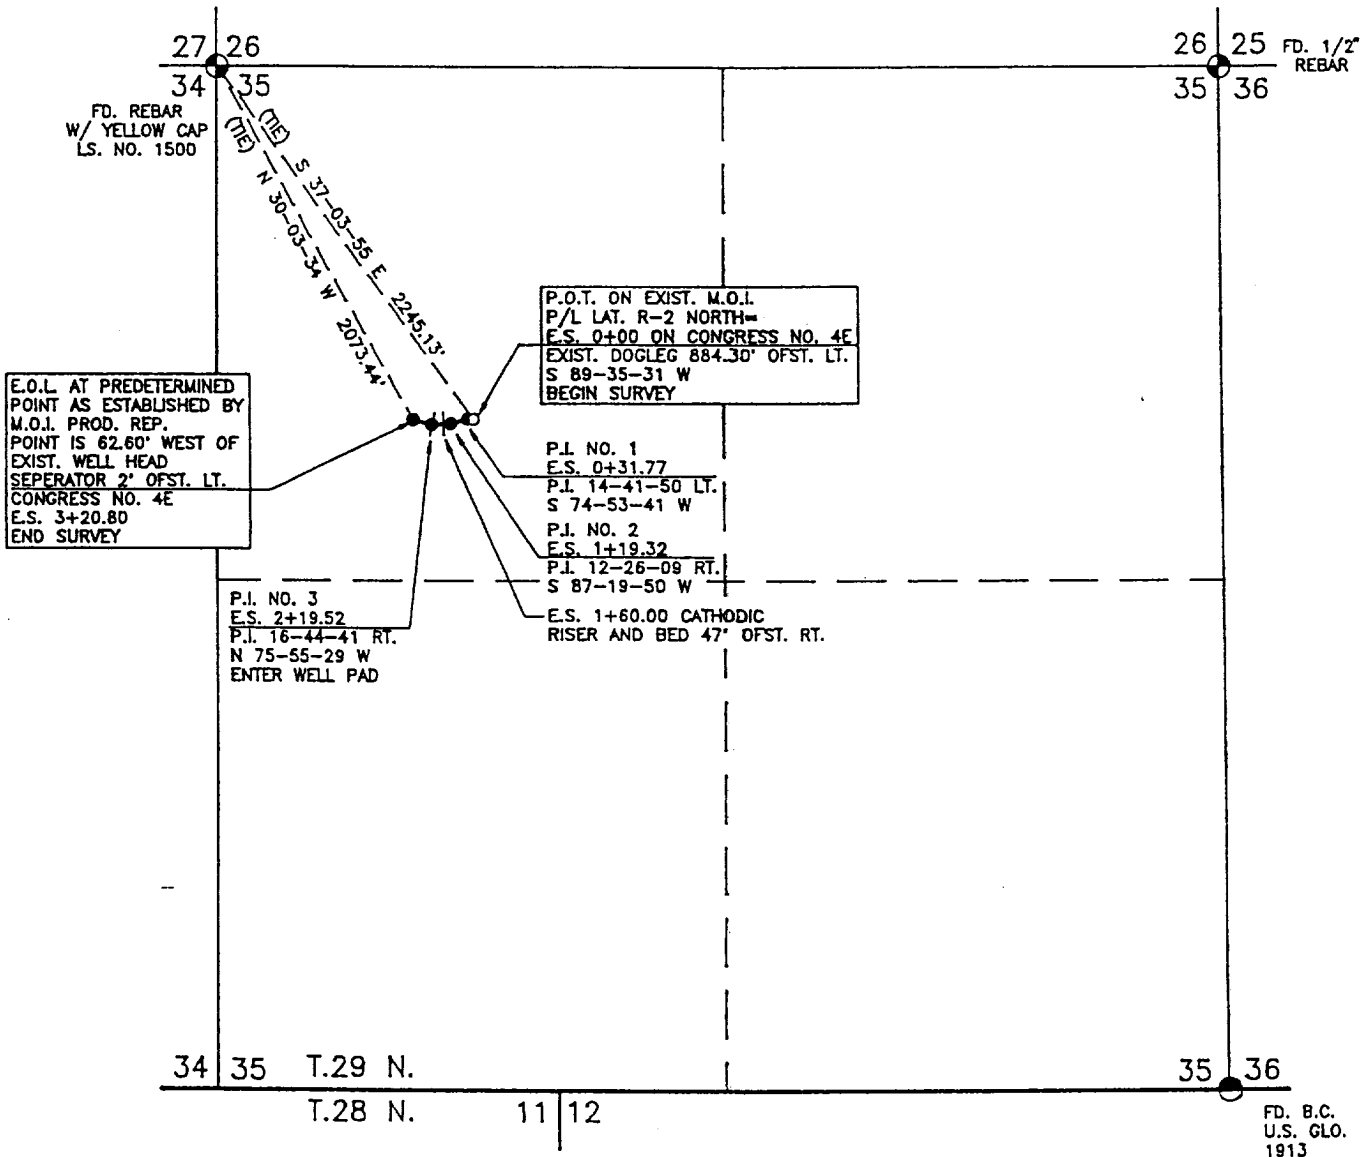 27 26
26 25
FD. 1/2"
REBAR
34 35
35 36
FD. REBAR
W/ YELLOW CAP
LS. NO. 1500
(TIE) S 37-03-55 E 2245.13'
(TIE) N 30-03-34 W 2073.44'
P.O.T. ON EXIST. M.O.I.
P/L LAT. R-2 NORTH=
E.S. 0+00 ON CONGRESS NO. 4E
EXIST. DOGLEG 884.30' OFST. LT.
S 89-35-31 W
BEGIN SURVEY
E.O.L. AT PREDETERMINED
POINT AS ESTABLISHED BY
M.O.I. PROD. REP.
POINT IS 62.60' WEST OF
EXIST. WELL HEAD
SEPERATOR 2' OFST. LT.
CONGRESS NO. 4E
E.S. 3+20.80
END SURVEY
P.I. NO. 1
E.S. 0+31.77
P.I. 14-41-50 LT.
S 74-53-41 W
P.I. NO. 2
E.S. 1+19.32
P.I. 12-26-09 RT.
S 87-19-50 W
E.S. 1+60.00 CATHODIC
RISER AND BED 47' OFST. RT.
P.I. NO. 3
E.S. 2+19.52
P.I. 16-44-41 RT.
N 75-55-29 W
ENTER WELL PAD
34 35 T.29 N.
35 36
T.28 N. 11 12
FD. B.C.
U.S. GLO.
1913